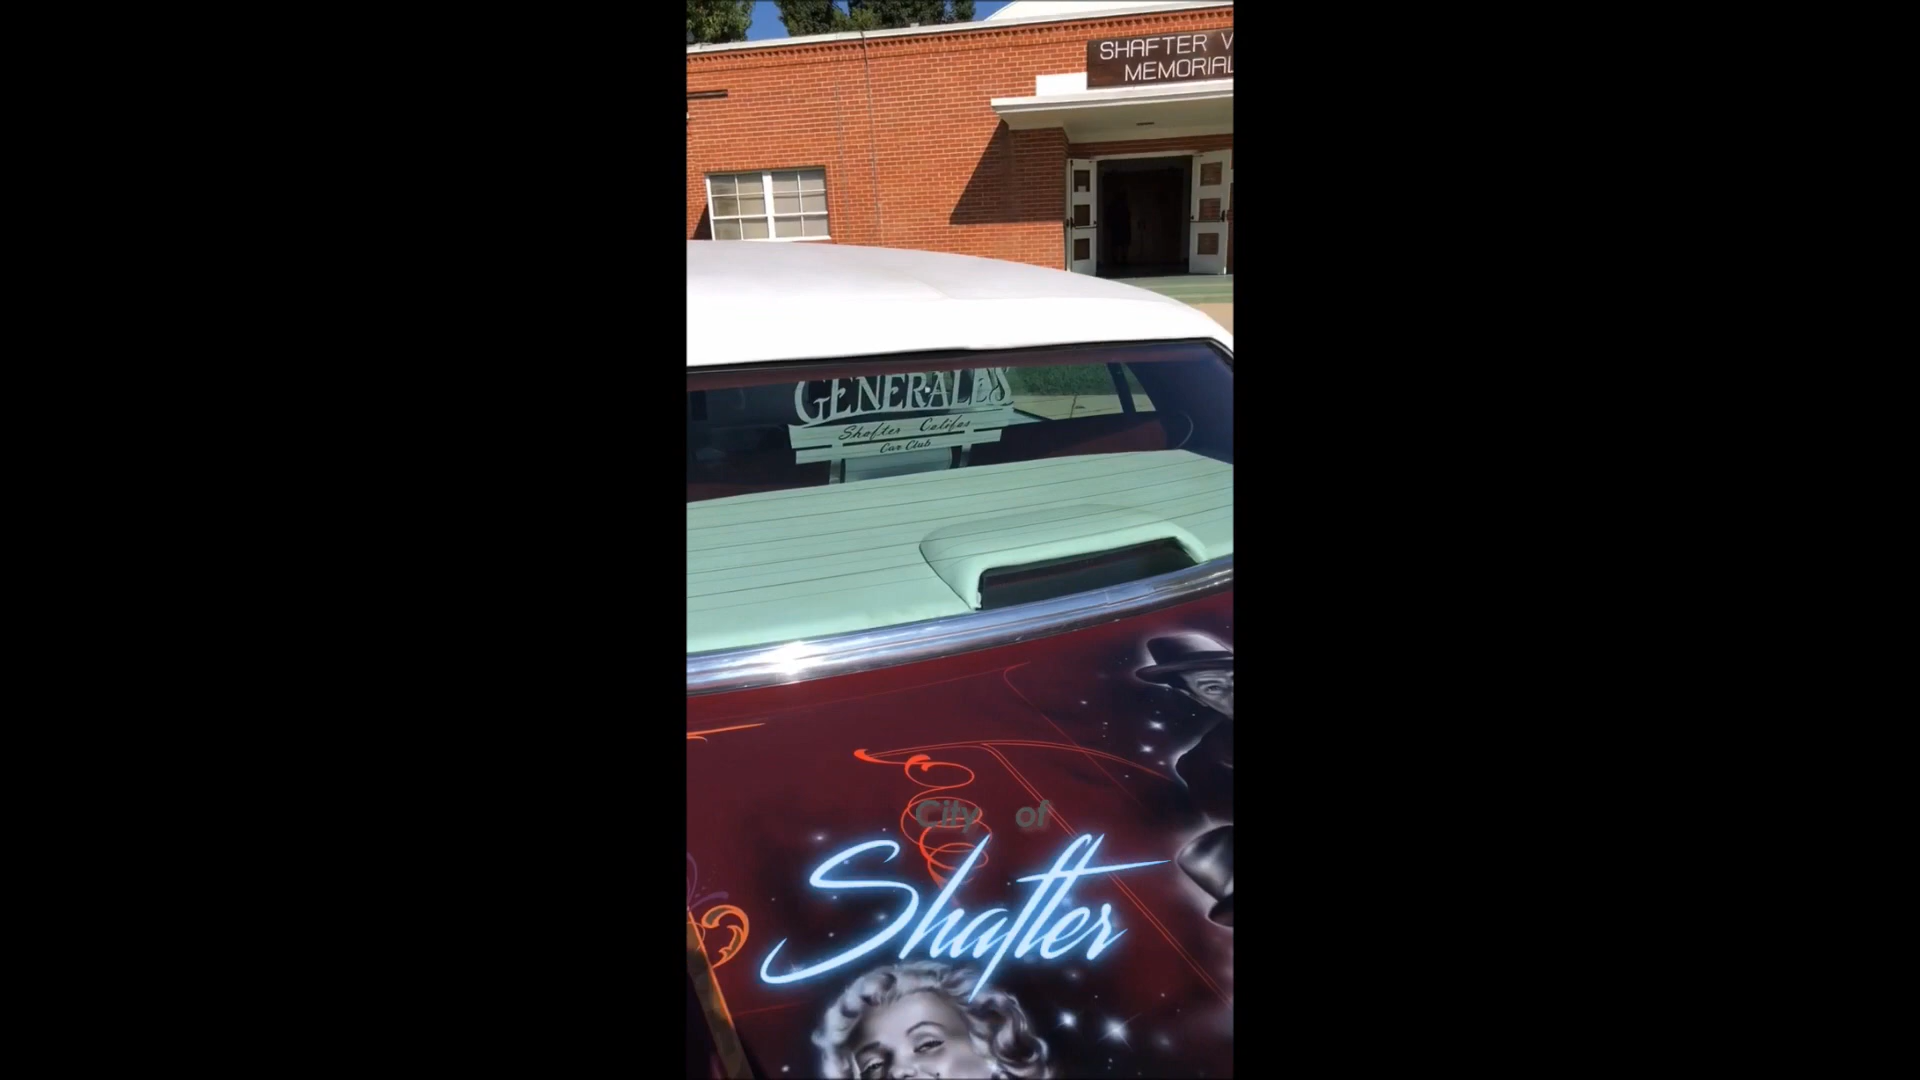 SHAFTER V
MEMORIAL
GENERALES
Shafter Califas
Car Club
City of
Shafter